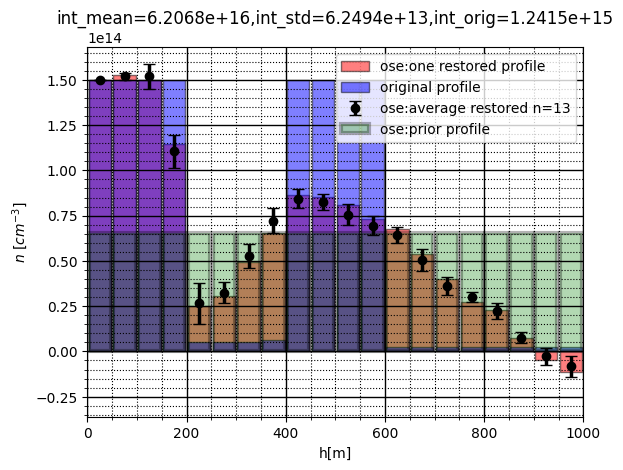 int_mean=6.2068e+16,int_std=6.2494e+13,int_orig=1.2415e+15
1e14
ose:one restored profile
original profile
ose:average restored n=13
ose:prior profile
1.50
1.25
1.00
0.75
0.50
0.25
0.00
−0.25
n [cm⁻³]
0 200 400 600 800 1000
h[m]